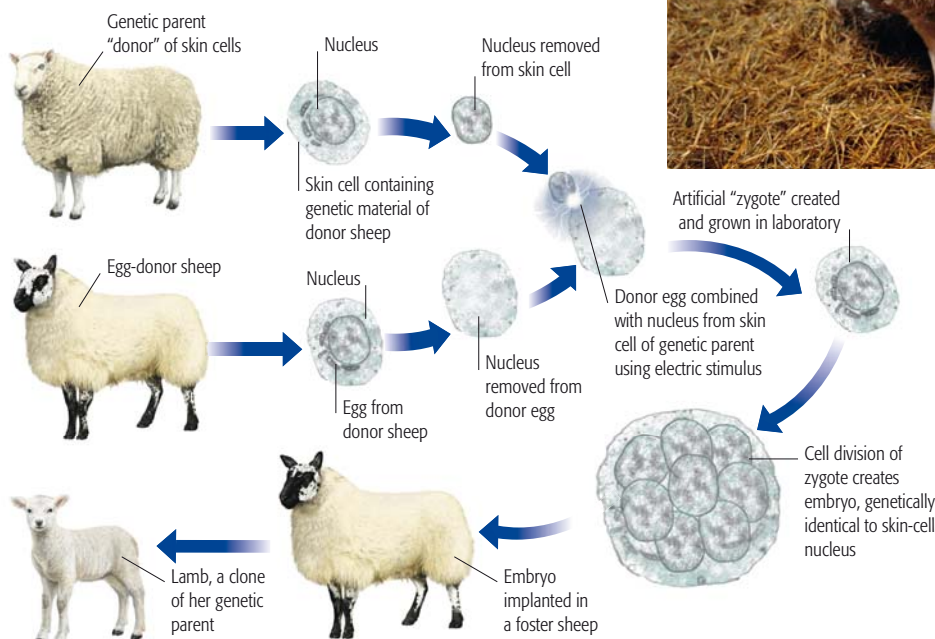 Genetic parent
“donor” of skin cells
Nucleus
Nucleus removed
from skin cell
Skin cell containing
genetic material of
donor sheep
Artificial “zygote” created
and grown in laboratory
Egg-donor sheep
Nucleus
Donor egg combined
with nucleus from skin
cell of genetic parent
using electric stimulus
Nucleus
removed from
donor egg
Egg from
donor sheep
Cell division of
zygote creates
embryo, genetically
identical to skin-cell
nucleus
Embryo
implanted in
a foster sheep
Lamb, a clone
of her genetic
parent